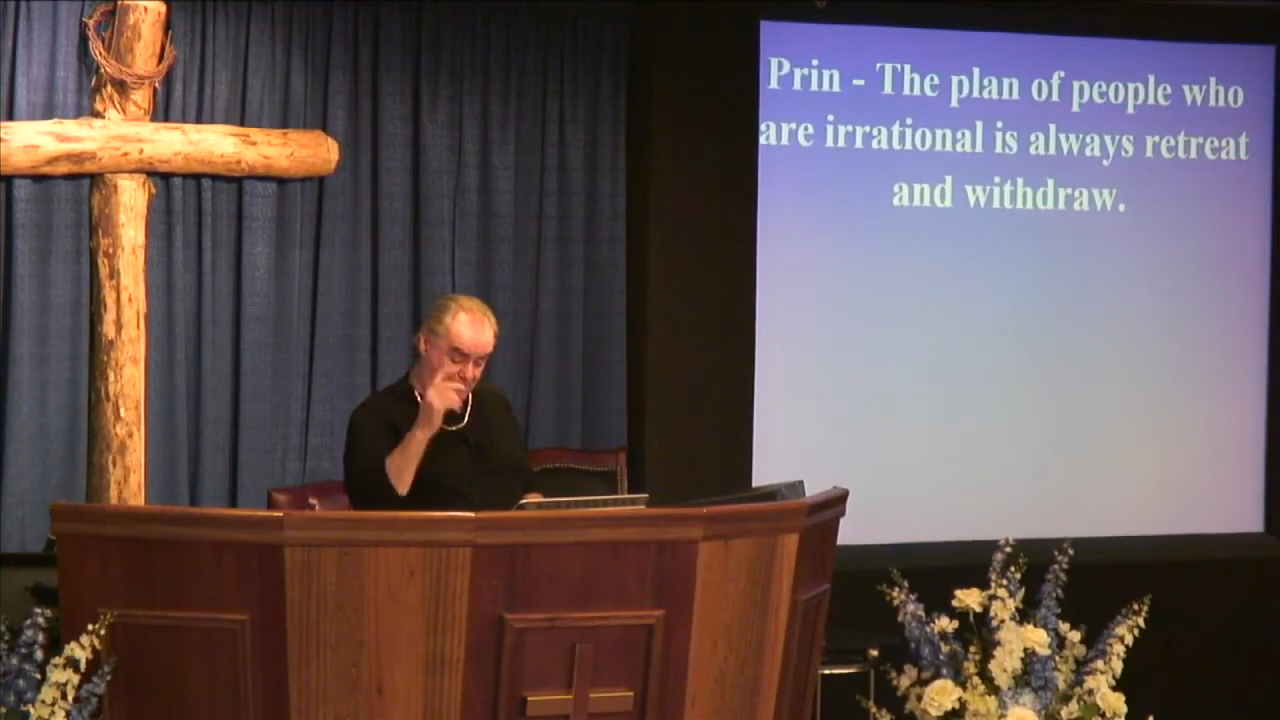 Prin - The plan of people who
are irrational is always retreat
and withdraw.